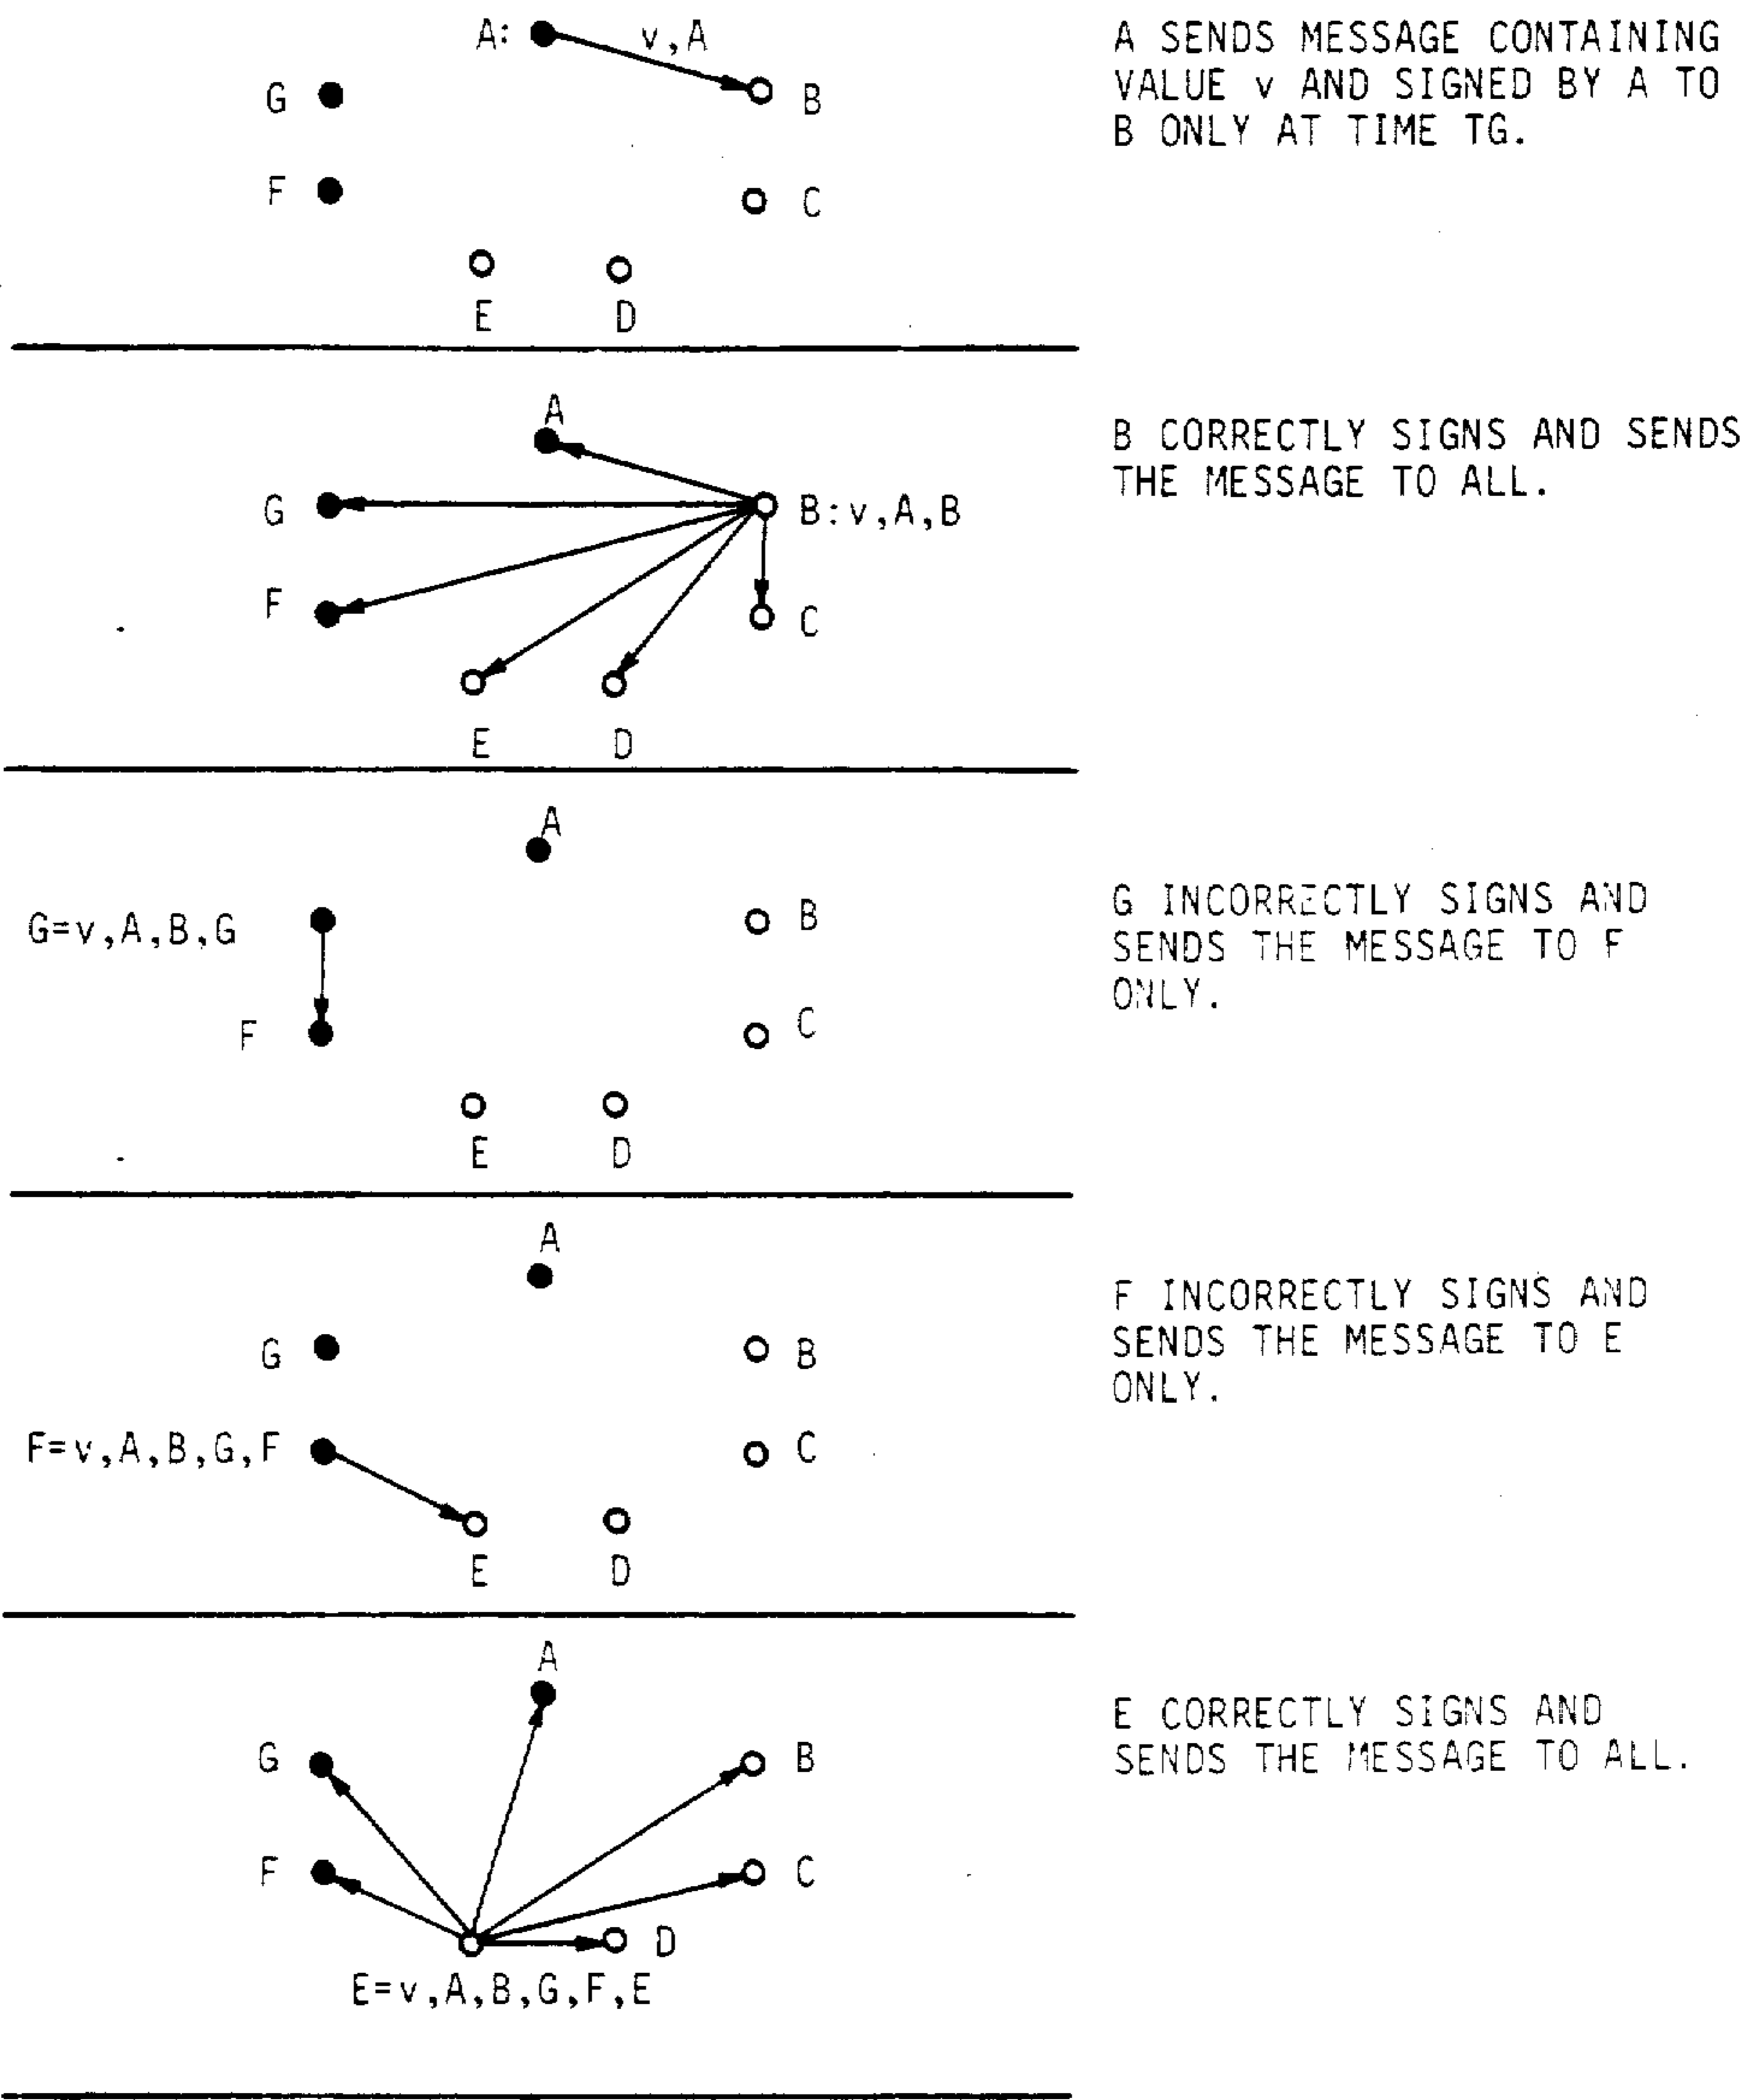 A: v,A
G B
F C
E D
A SENDS MESSAGE CONTAINING
VALUE v AND SIGNED BY A TO
B ONLY AT TIME TG.
A
G B:v,A,B
F C
E D
B CORRECTLY SIGNS AND SENDS
THE MESSAGE TO ALL.
A
G=v,A,B,G B
F C
E D
G INCORRECTLY SIGNS AND
SENDS THE MESSAGE TO F
ONLY.
A
G B
F=v,A,B,G,F C
E D
F INCORRECTLY SIGNS AND
SENDS THE MESSAGE TO E
ONLY.
A
G B
F C
D
E=v,A,B,G,F,E
E CORRECTLY SIGNS AND
SENDS THE MESSAGE TO ALL.